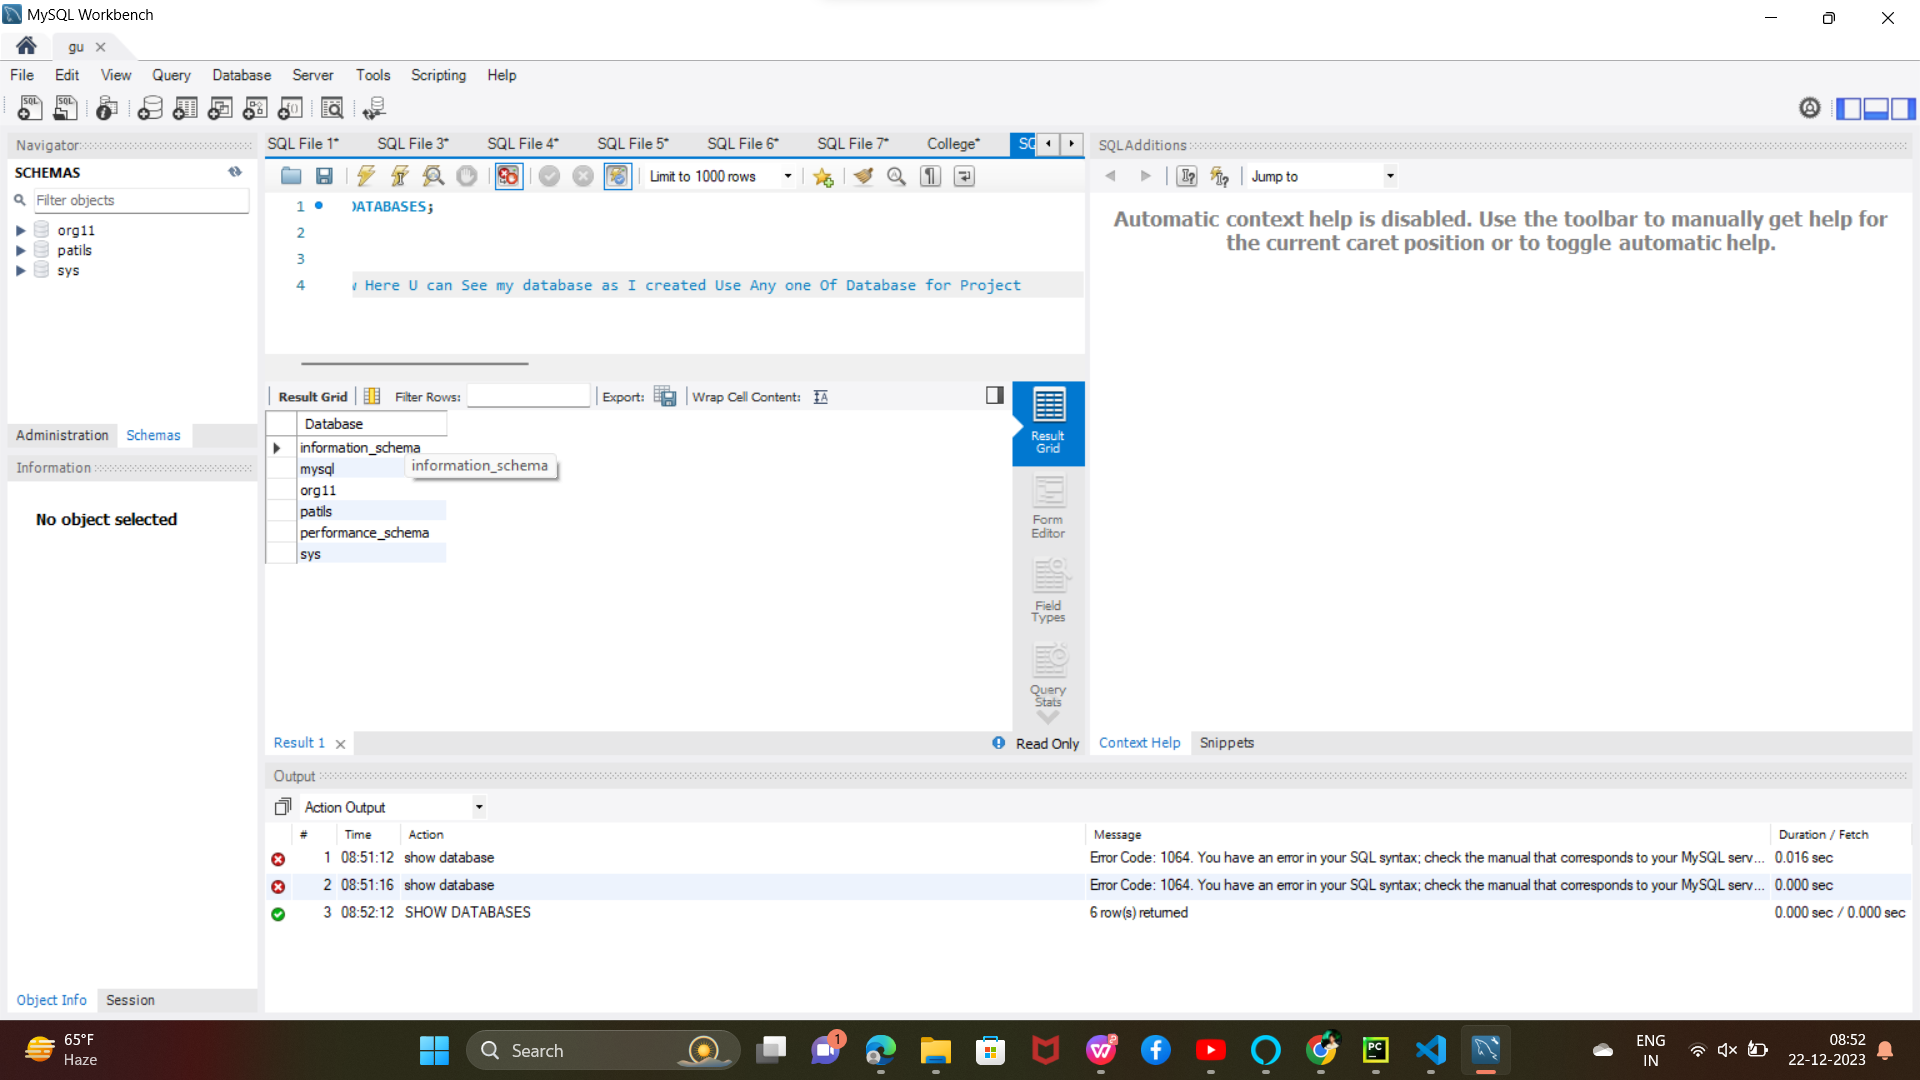 MySQL Workbench
gu
File Edit View Query Database Server Tools Scripting Help
Navigator
SCHEMAS
Filter objects
org11
patils
sys
Administration Schemas
Information
No object selected
Object Info Session
SQL File 1* SQL File 3* SQL File 4* SQL File 5* SQL File 6* SQL File 7* College* SQ
Limit to 1000 rows
1 DATABASES;
2
3
4 w Here U can See my database as I created Use Any one Of Database for Project
Result Grid Filter Rows: Export: Wrap Cell Content:
Database
information_schema
mysql
information_schema
org11
patils
performance_schema
sys
Result Grid
Form Editor
Field Types
Query Stats
Result 1 Read Only
SQLAdditions
Jump to
Automatic context help is disabled. Use the toolbar to manually get help for
the current caret position or to toggle automatic help.
Context Help Snippets
Output
Action Output
# Time Action Message Duration / Fetch
1 08:51:12 show database Error Code: 1064. You have an error in your SQL syntax; check the manual that corresponds to your MySQL serv... 0.016 sec
2 08:51:16 show database Error Code: 1064. You have an error in your SQL syntax; check the manual that corresponds to your MySQL serv... 0.000 sec
3 08:52:12 SHOW DATABASES 6 row(s) returned 0.000 sec / 0.000 sec
65°F
Haze
Search
1
PC
ENG
IN
08:52
22-12-2023